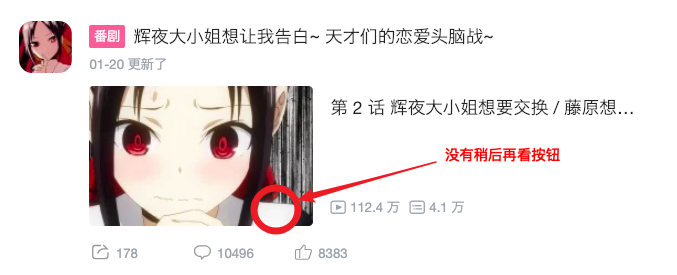 番剧 辉夜大小姐想让我告白~ 天才们的恋爱头脑战~
01-20 更新了
第 2 话 辉夜大小姐想要交换 / 藤原想…
没有稍后再看按钮
112.4 万 4.1 万
178 10496 8383